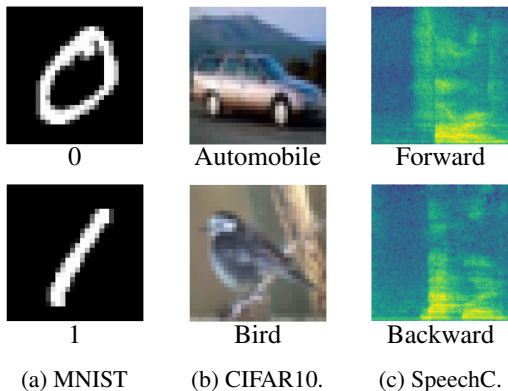 0 Automobile Forward
1 Bird Backward
(a) MNIST (b) CIFAR10. (c) SpeechC.